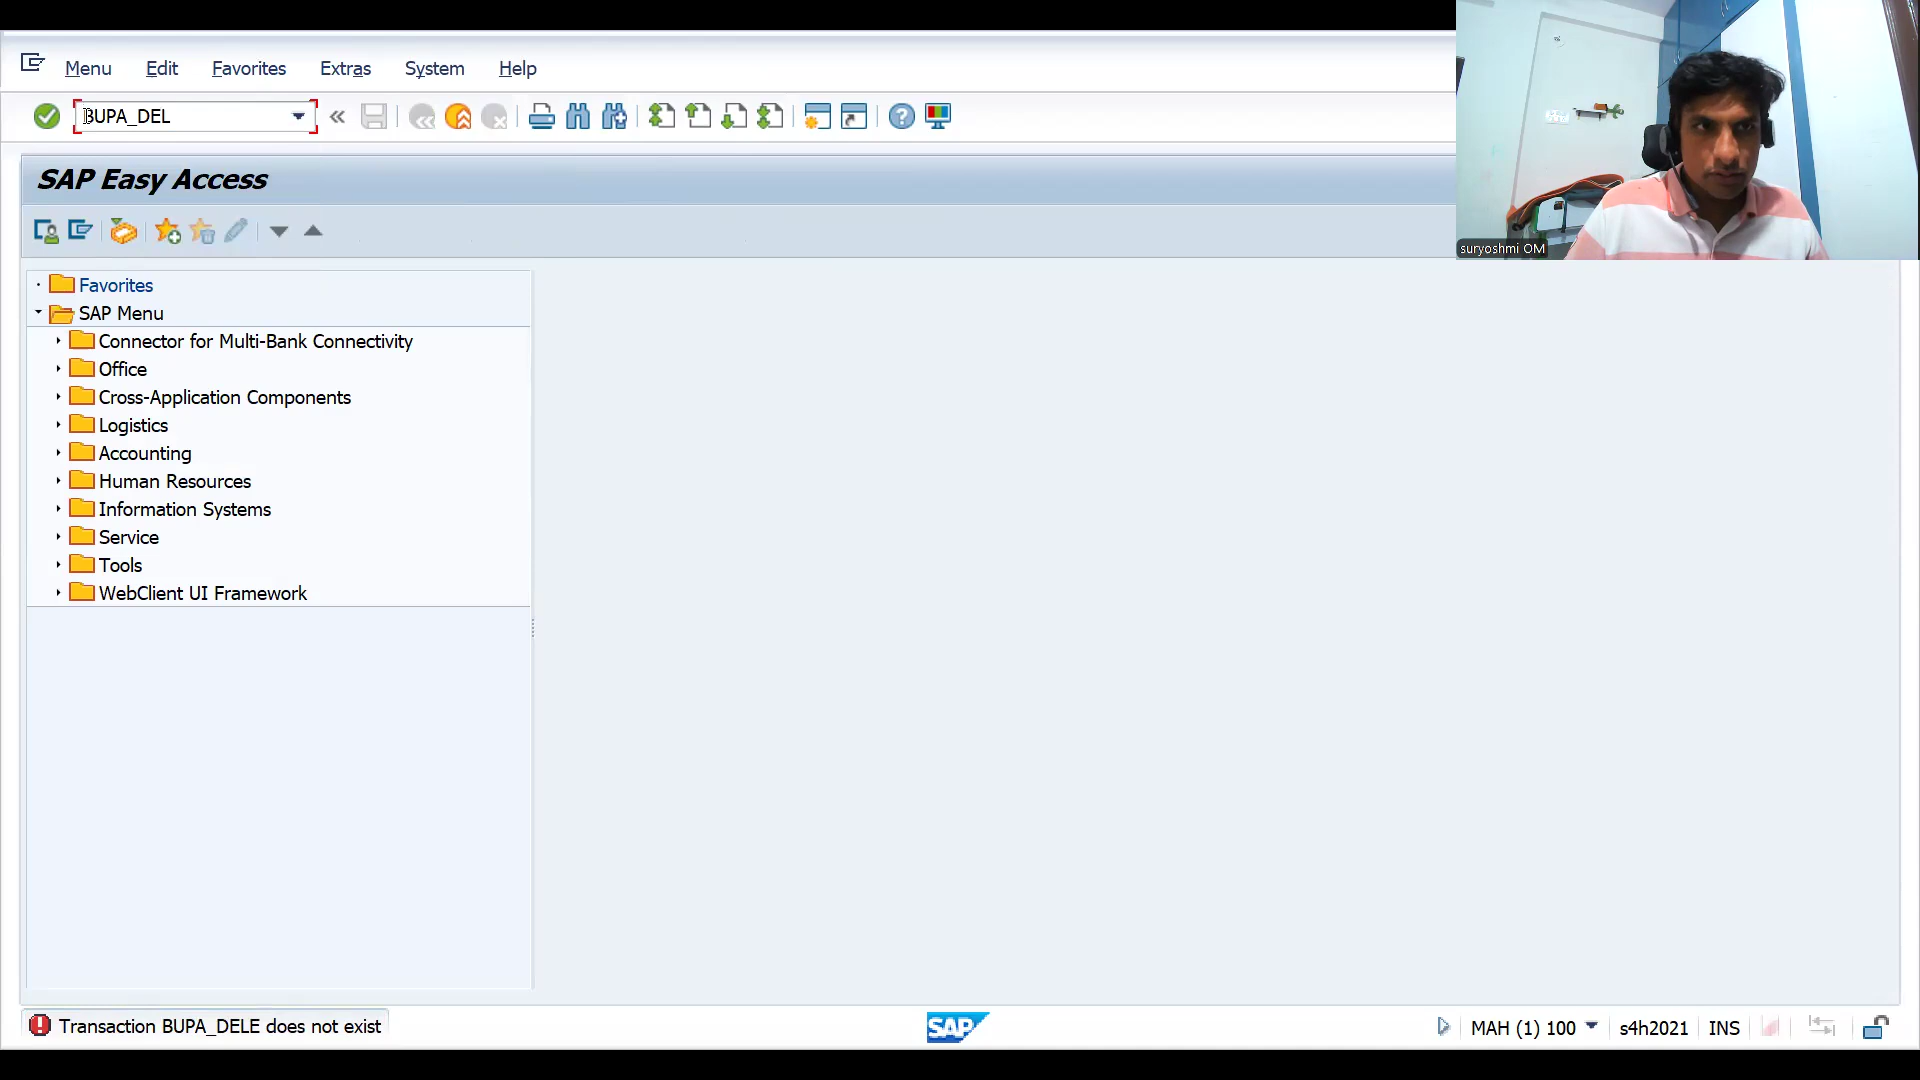 Menu Edit Favorites Extras System Help
BUPA_DEL
SAP Easy Access
suryoshmi OM
Favorites
SAP Menu
Connector for Multi-Bank Connectivity
Office
Cross-Application Components
Logistics
Accounting
Human Resources
Information Systems
Service
Tools
WebClient UI Framework
Transaction BUPA_DELE does not exist
SAP
MAH (1) 100
s4h2021
INS